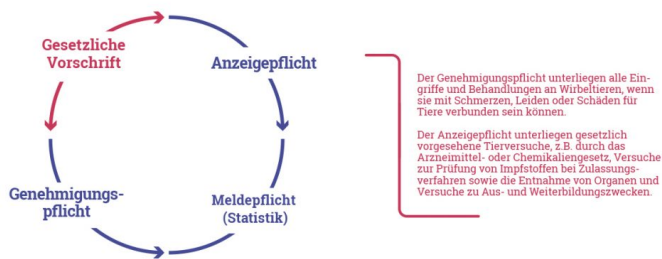 Gesetzliche
Vorschrift
Anzeigepflicht
Genehmigungs-
pflicht
Meldepflicht
(Statistik)
Der Genehmigungspflicht unterliegen alle Ein-
griffe und Behandlungen an Wirbeltieren, wenn
sie mit Schmerzen, Leiden oder Schäden für
Tiere verbunden sein können.
Der Anzeigepflicht unterliegen gesetzlich
vorgesehene Tierversuche, z.B. durch das
Arzneimittel- oder Chemikaliengesetz, Versuche
zur Prüfung von Impfstoffen bei Zulassungs-
verfahren sowie die Entnahme von Organen und
Versuche zu Aus- und Weiterbildungszwecken.